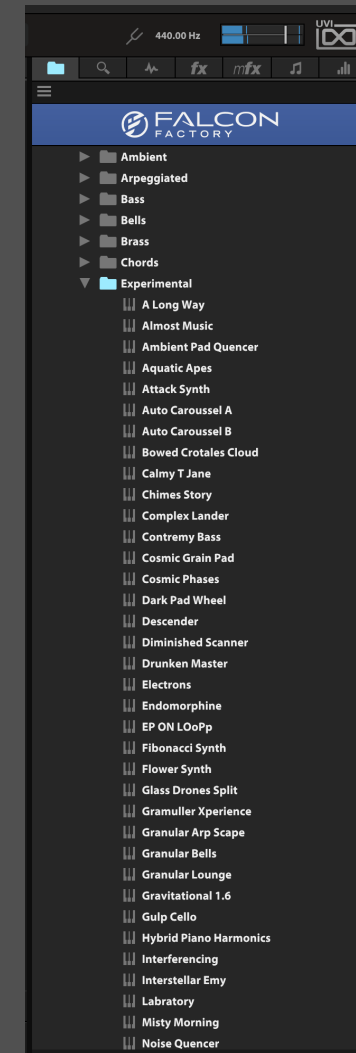 440.00 Hz
UVI
fx
mfx
FALCON
FACTORY
Ambient
Arpeggiated
Bass
Bells
Brass
Chords
Experimental
A Long Way
Almost Music
Ambient Pad Quencer
Aquatic Apes
Attack Synth
Auto Caroussel A
Auto Caroussel B
Bowed Crotales Cloud
Calmy T Jane
Chimes Story
Complex Lander
Contremy Bass
Cosmic Grain Pad
Cosmic Phases
Dark Pad Wheel
Descender
Diminished Scanner
Drunken Master
Electrons
Endomorphine
EP ON LOoPp
Fibonacci Synth
Flower Synth
Glass Drones Split
Gramuller Xperience
Granular Arp Scape
Granular Bells
Granular Lounge
Gravitational 1.6
Gulp Cello
Hybrid Piano Harmonics
Interferencing
Interstellar Emy
Labratory
Misty Morning
Noise Quencer